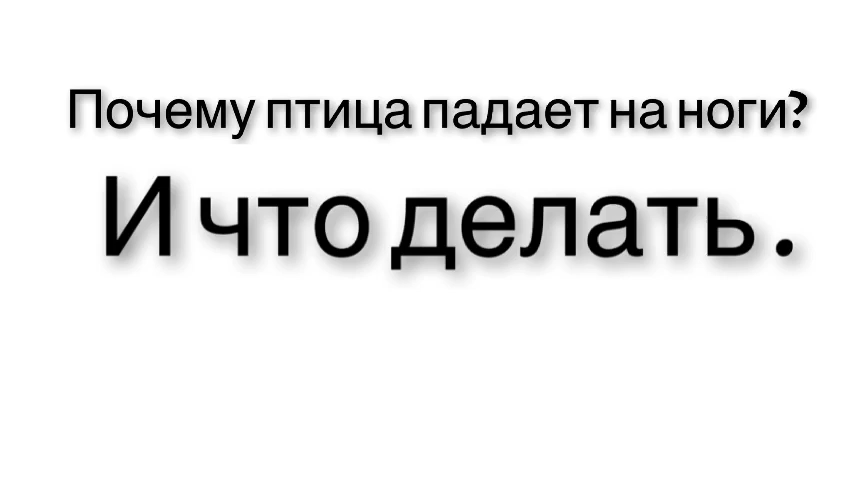 Почему птица падает на ноги?
И что делать.